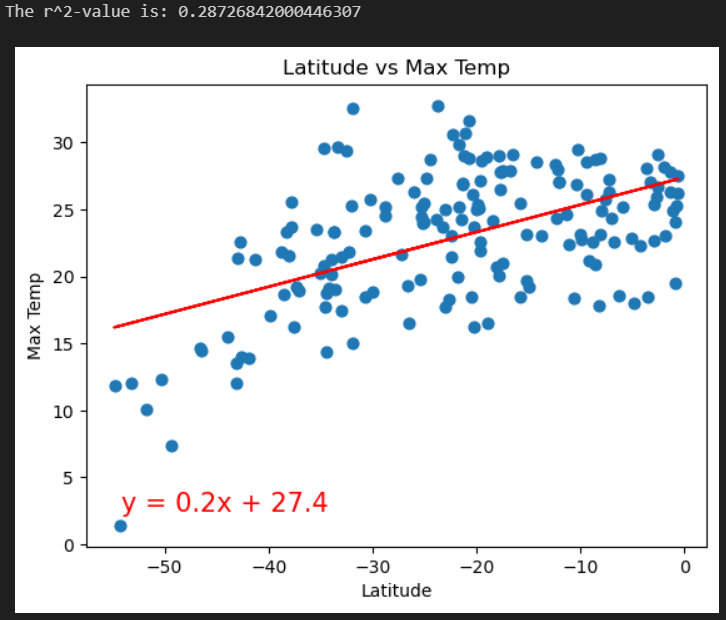 The r^2-value is: 0.28726842000446307
Latitude vs Max Temp
30
25
20
15
10
5
0
Max Temp
y = 0.2x + 27.4
−50 −40 −30 −20 −10 0
Latitude